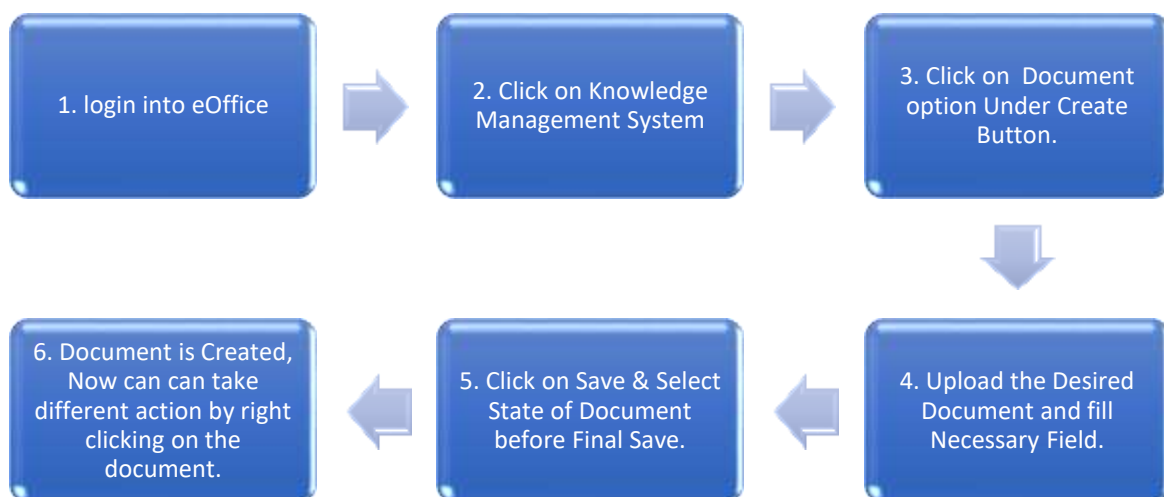 1. login into eOffice
2. Click on Knowledge
Management System
3. Click on Document
option Under Create
Button.
4. Upload the Desired
Document and fill
Necessary Field.
5. Click on Save & Select
State of Document
before Final Save.
6. Document is Created,
Now can can take
different action by right
clicking on the
document.